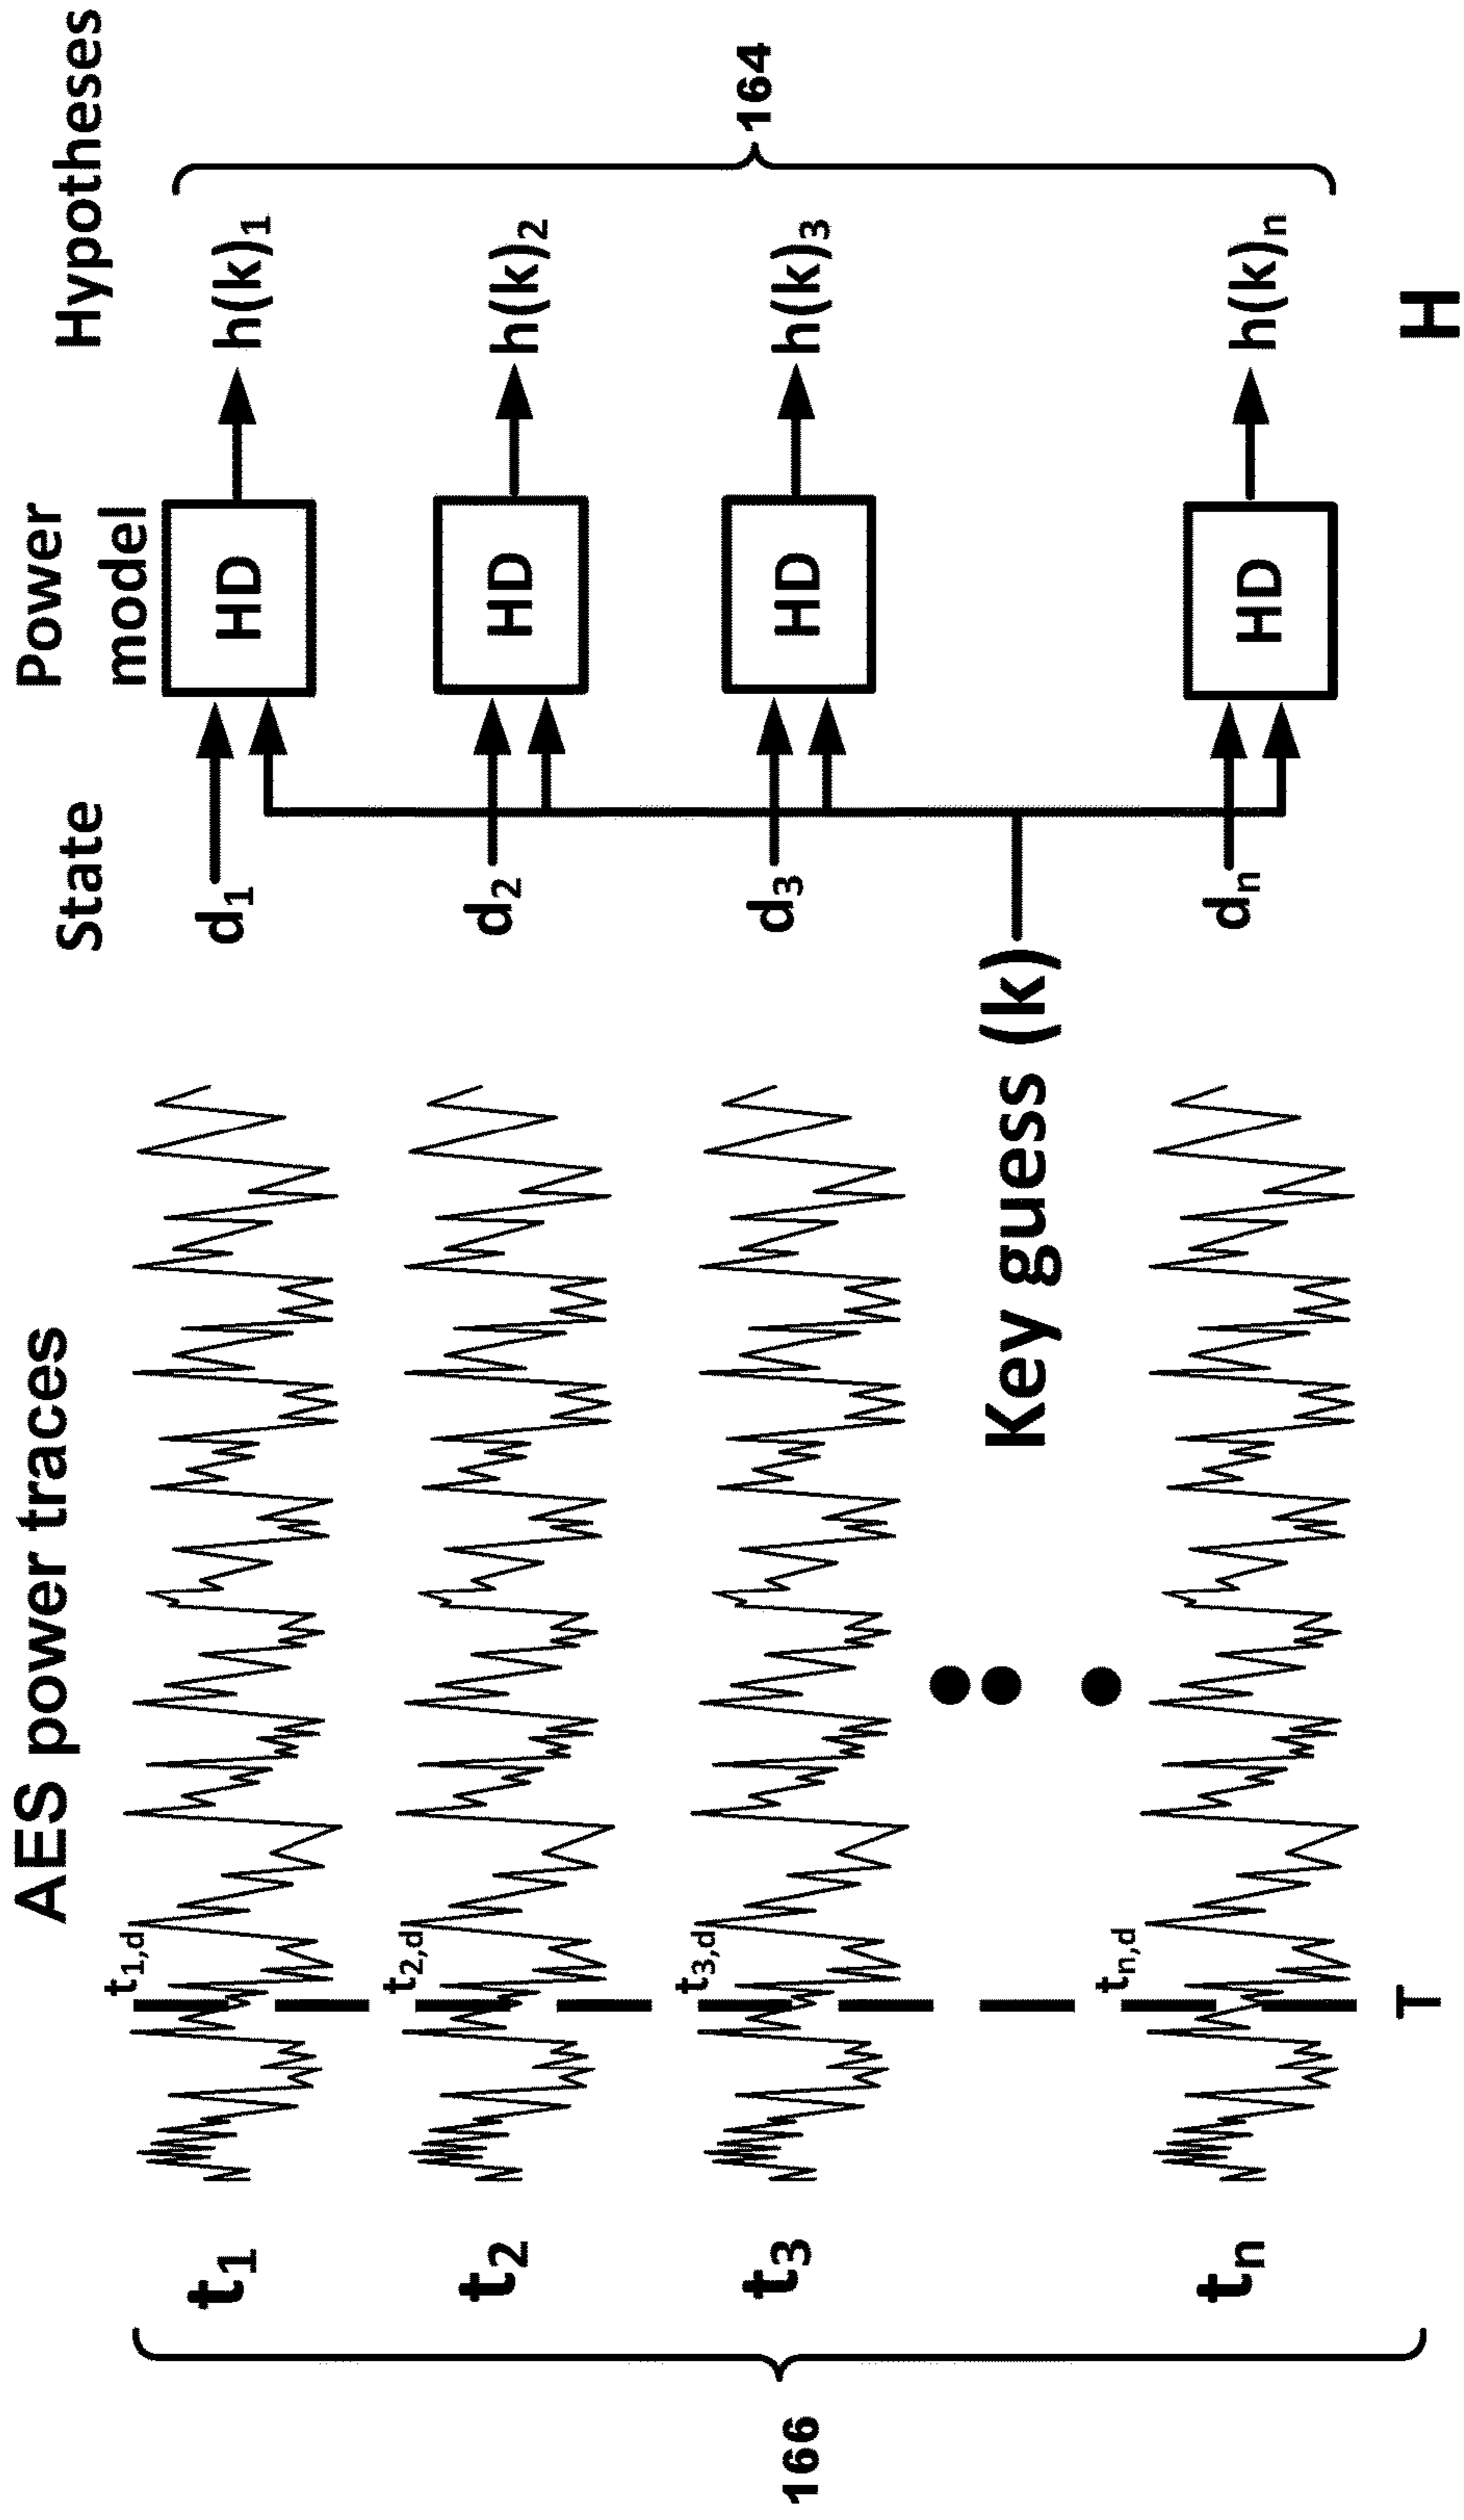 AES power traces
State
Power
model
Hypotheses
t1
t1,d
d1
HD
h(k)1
t2
t2,d
d2
HD
h(k)2
t3
t3,d
d3
HD
h(k)3
166
164
Key guess (k)
tn
tn,d
dn
HD
h(k)n
T
H